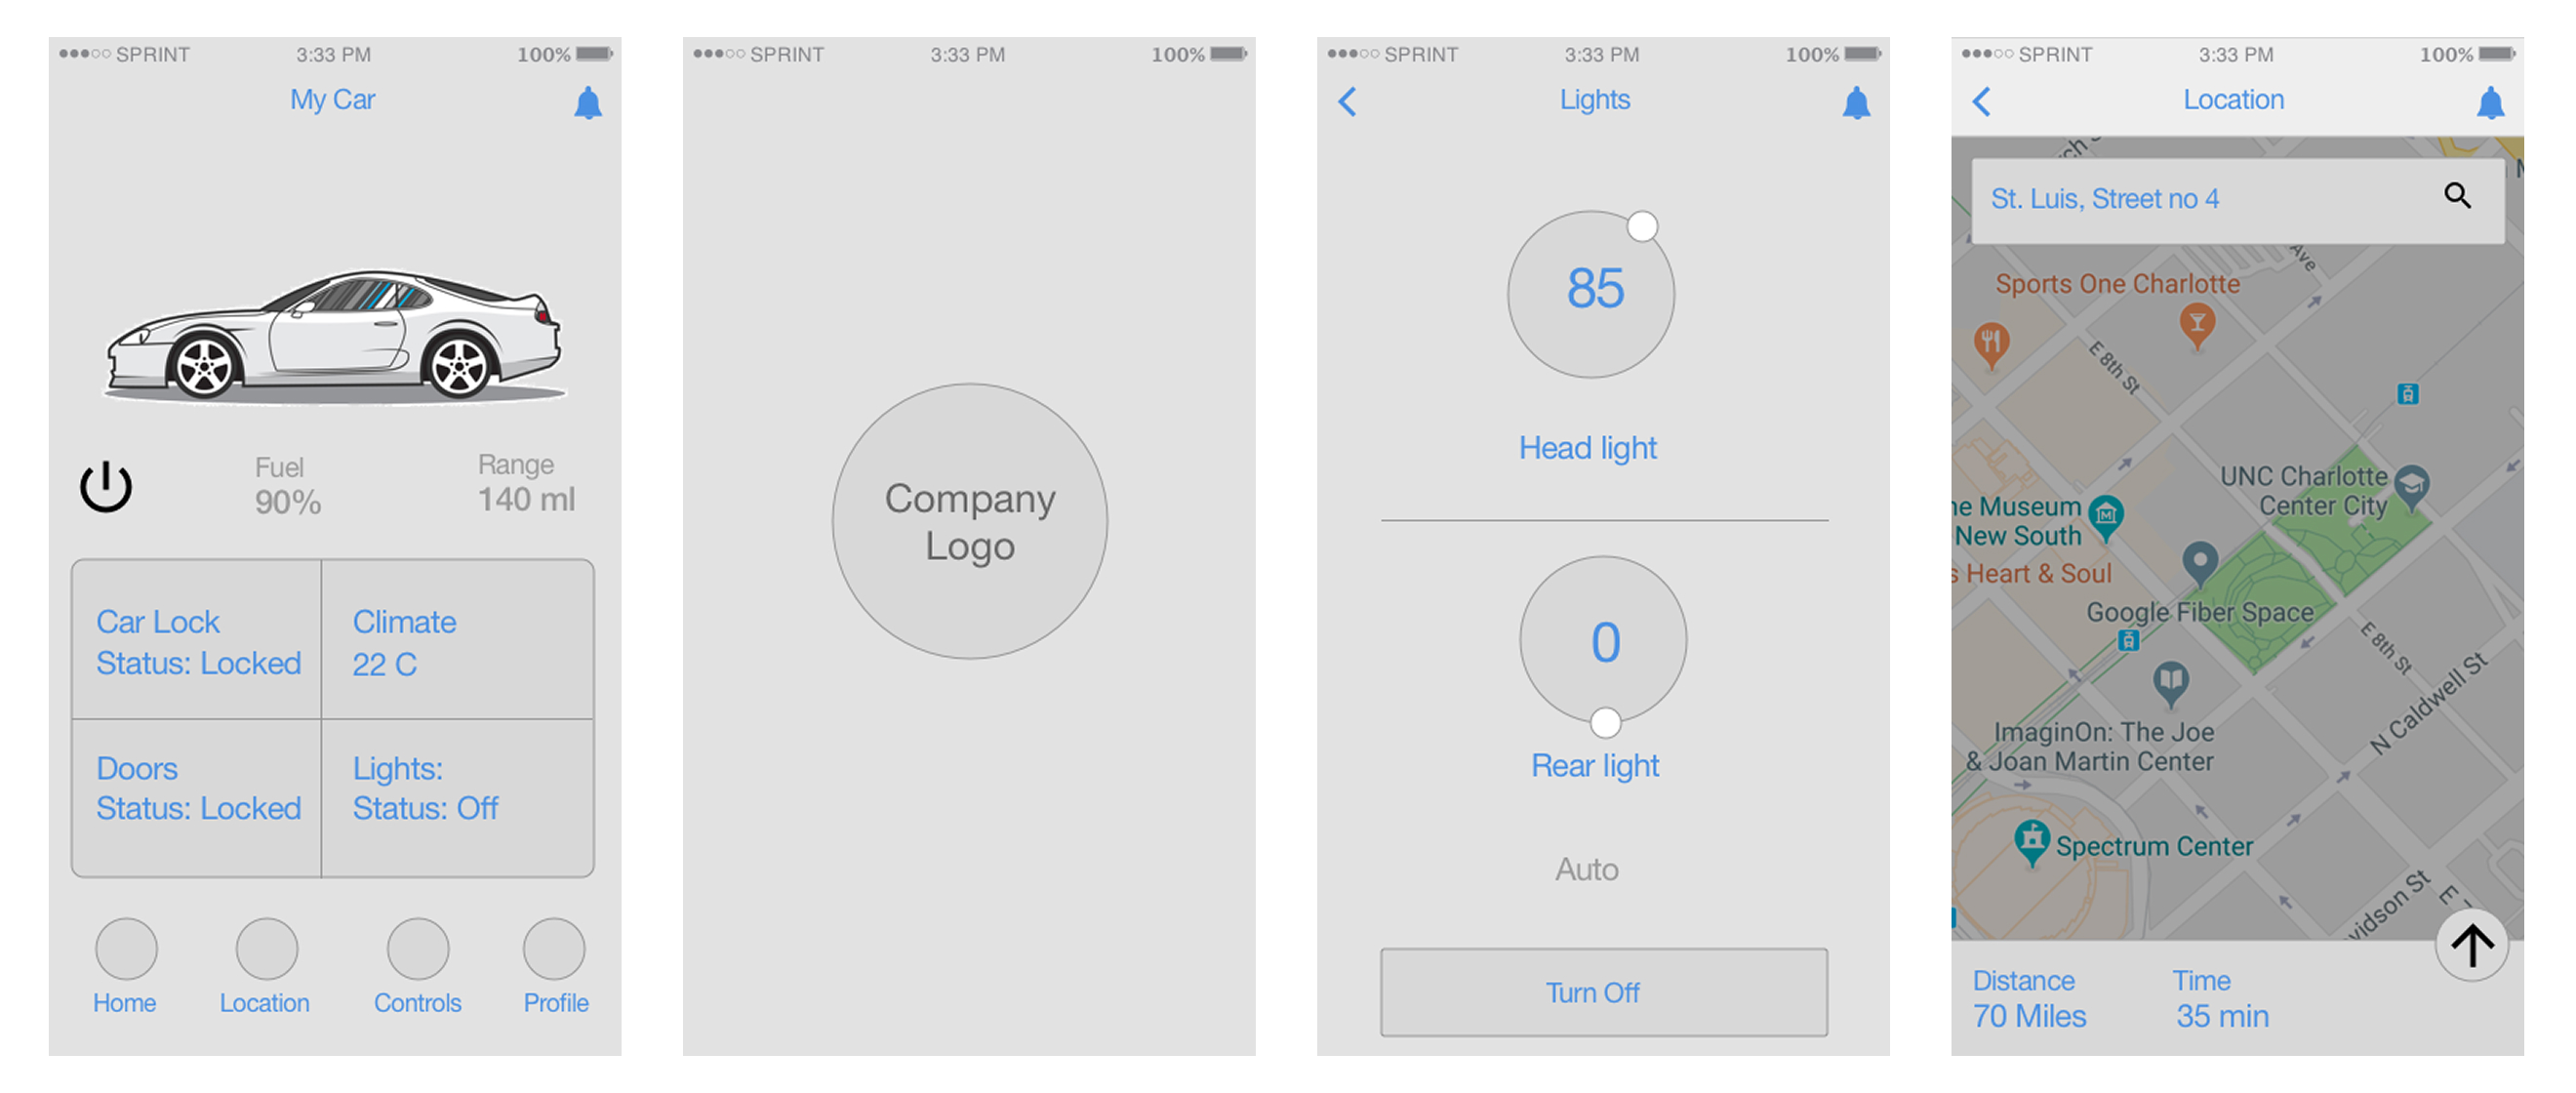 SPRINT 3:33 PM 100%
My Car
Fuel
90%
Range
140 ml
Car Lock
Status: Locked
Climate
22 C
Doors
Status: Locked
Lights:
Status: Off
Home
Location
Controls
Profile
SPRINT 3:33 PM 100%
Company
Logo
SPRINT 3:33 PM 100%
Lights
85
Head light
0
Rear light
Auto
Turn Off
SPRINT 3:33 PM 100%
Location
St. Luis, Street no 4
Ave
Sports One Charlotte
E 8th St
UNC Charlotte
Center City
Museum
New South
Heart & Soul
Google Fiber Space
E 8th St
ImaginOn: The Joe
& Joan Martin Center
N Caldwell St
Spectrum Center
vidson St
E
Distance
70 Miles
Time
35 min